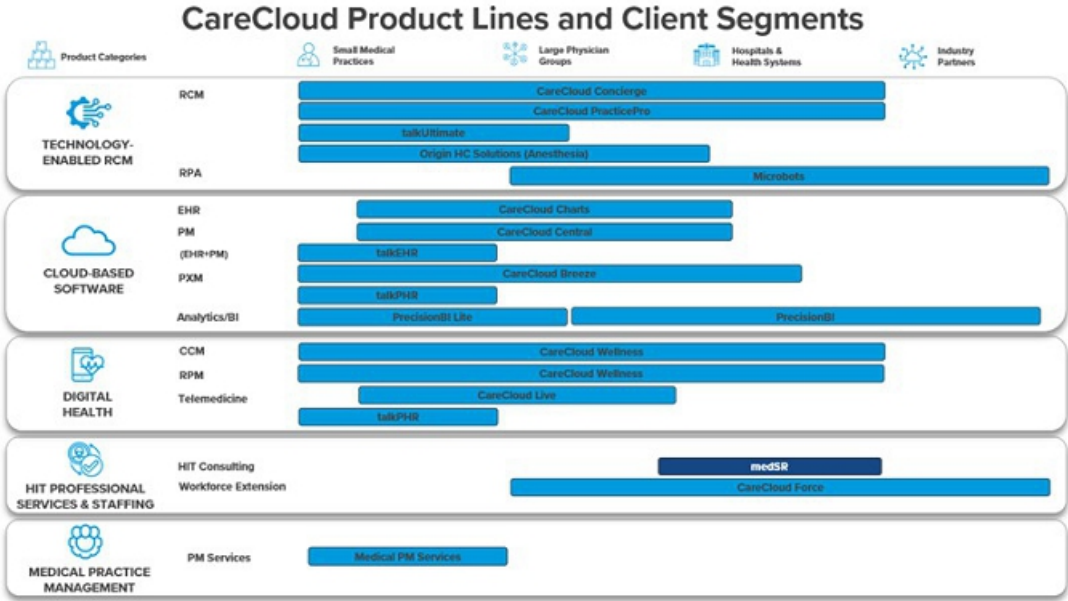 CareCloud Product Lines and Client Segments
Product Categories
Small Medical
Practices
Large Physician
Groups
Hospitals &
Health Systems
Industry
Partners
TECHNOLOGY-
ENABLED RCM
RCM
CareCloud Concierge
CareCloud PracticePro
talkUltimate
Origin HC Solutions (Anesthesia)
RPA
Microbots
CLOUD-BASED
SOFTWARE
EHR
CareCloud Charts
PM
CareCloud Central
(EHR+PM)
talkEHR
PXM
CareCloud Breeze
talkPHR
Analytics/BI
PrecisionBI Lite
PrecisionBI
DIGITAL
HEALTH
CCM
CareCloud Wellness
RPM
CareCloud Wellness
Telemedicine
CareCloud Live
talkPHR
HIT PROFESSIONAL
SERVICES & STAFFING
HIT Consulting
medSR
Workforce Extension
CareCloud Force
MEDICAL PRACTICE
MANAGEMENT
PM Services
Medical PM Services